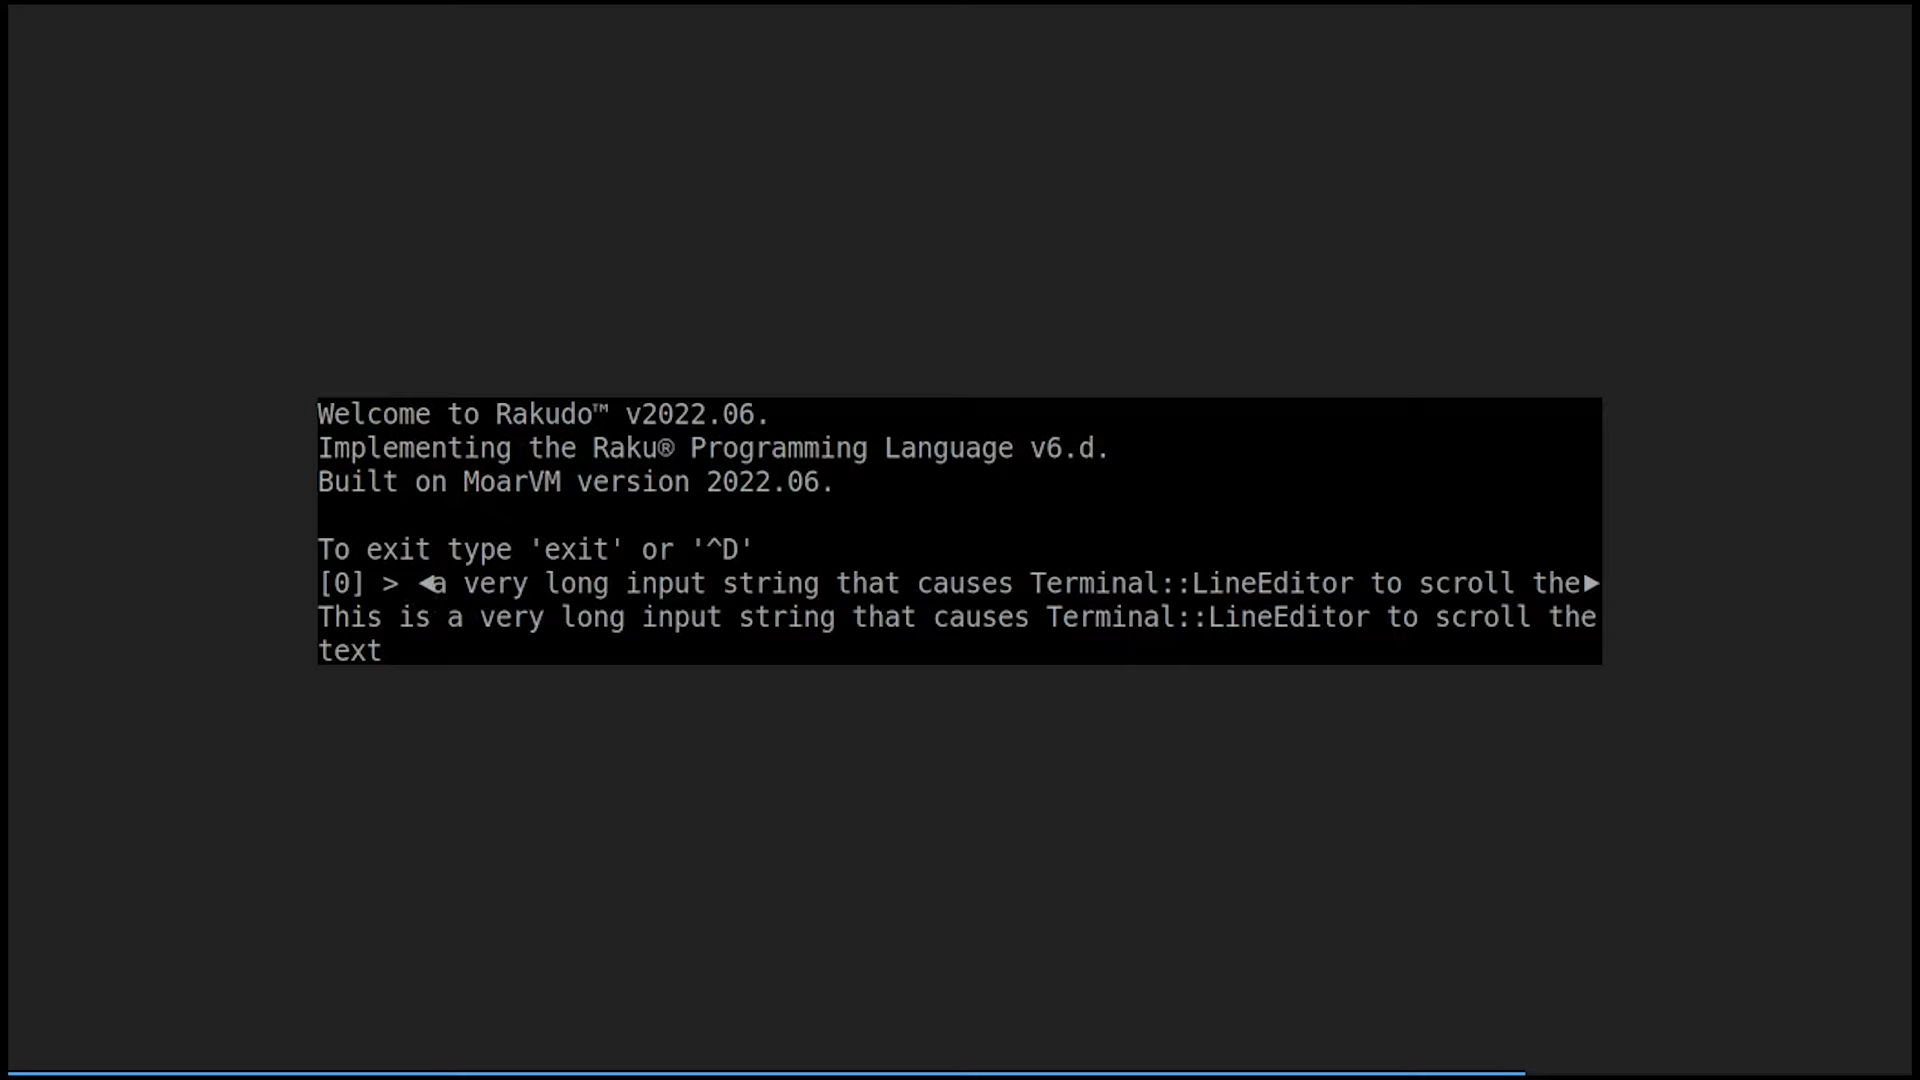 Welcome to Rakudo™ v2022.06.
Implementing the Raku® Programming Language v6.d.
Built on MoarVM version 2022.06.
To exit type 'exit' or '^D'
[0] > ◀a very long input string that causes Terminal::LineEditor to scroll the▶
This is a very long input string that causes Terminal::LineEditor to scroll the
text